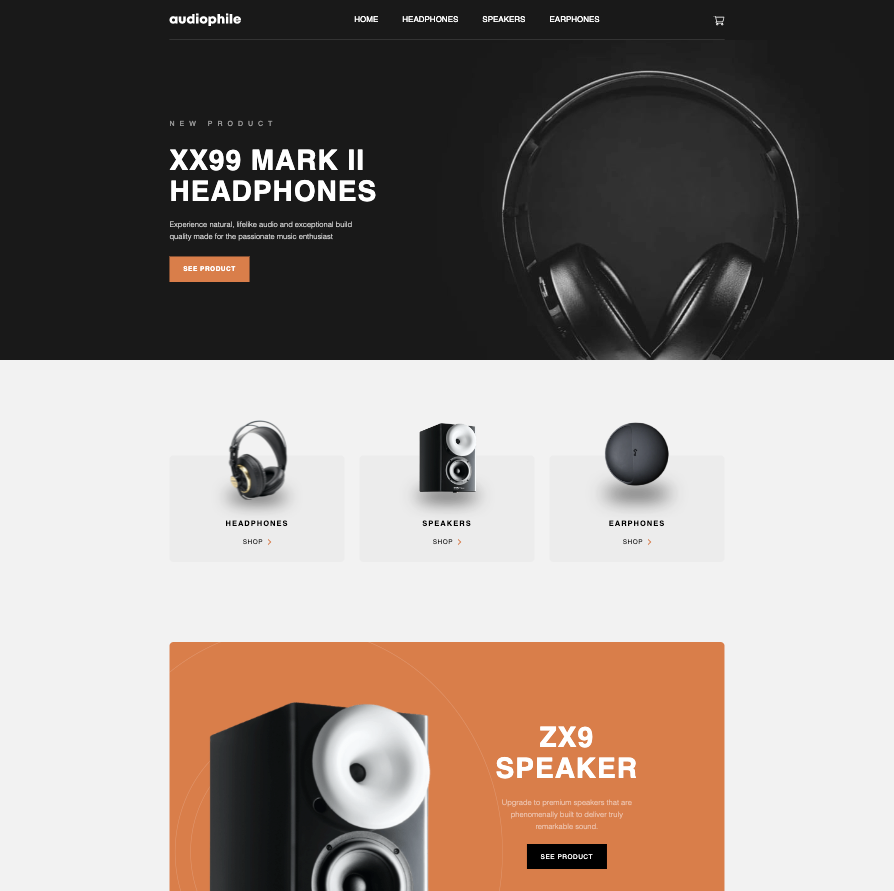 audiophile
HOME HEADPHONES SPEAKERS EARPHONES
NEW PRODUCT
XX99 MARK II
HEADPHONES
Experience natural, lifelike audio and exceptional build
quality made for the passionate music enthusiast
SEE PRODUCT
HEADPHONES
SHOP
SPEAKERS
SHOP
EARPHONES
SHOP
ZX9
SPEAKER
Upgrade to premium speakers that are
phenomenally built to deliver truly
remarkable sound.
SEE PRODUCT